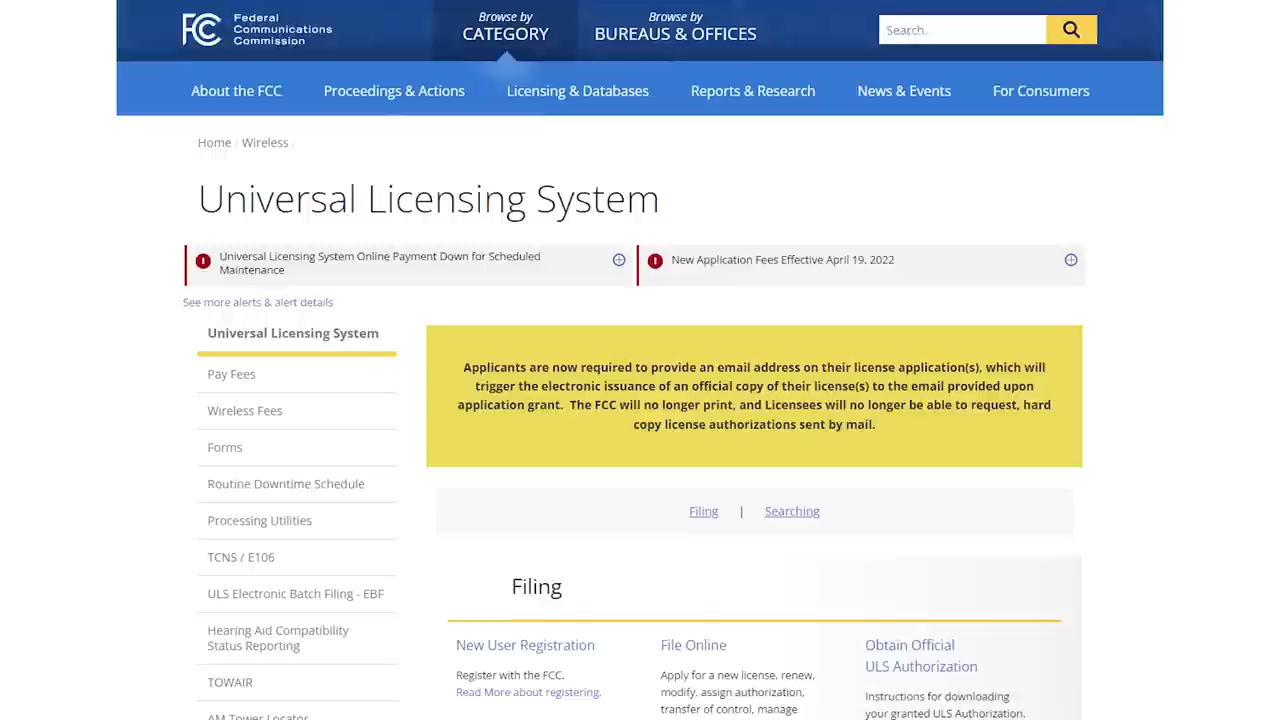 Federal
Communications
Commission
Browse by
CATEGORY
Browse by
BUREAUS & OFFICES
Search.
About the FCC
Proceedings & Actions
Licensing & Databases
Reports & Research
News & Events
For Consumers
Home / Wireless /
Universal Licensing System
Universal Licensing System Online Payment Down for Scheduled
Maintenance
New Application Fees Effective April 19, 2022
See more alerts & alert details
Universal Licensing System
Pay Fees
Wireless Fees
Forms
Routine Downtime Schedule
Processing Utilities
TCNS / E106
ULS Electronic Batch Filing - EBF
Hearing Aid Compatibility
Status Reporting
TOWAIR
AM Tower Locator
Applicants are now required to provide an email address on their license application(s), which will
trigger the electronic issuance of an official copy of their license(s) to the email provided upon
application grant. The FCC will no longer print, and Licensees will no longer be able to request, hard
copy license authorizations sent by mail.
Filing | Searching
Filing
New User Registration
Register with the FCC.
Read More about registering.
File Online
Apply for a new license, renew,
modify, assign authorization,
transfer of control, manage
Obtain Official
ULS Authorization
Instructions for downloading
your granted ULS Authorization.